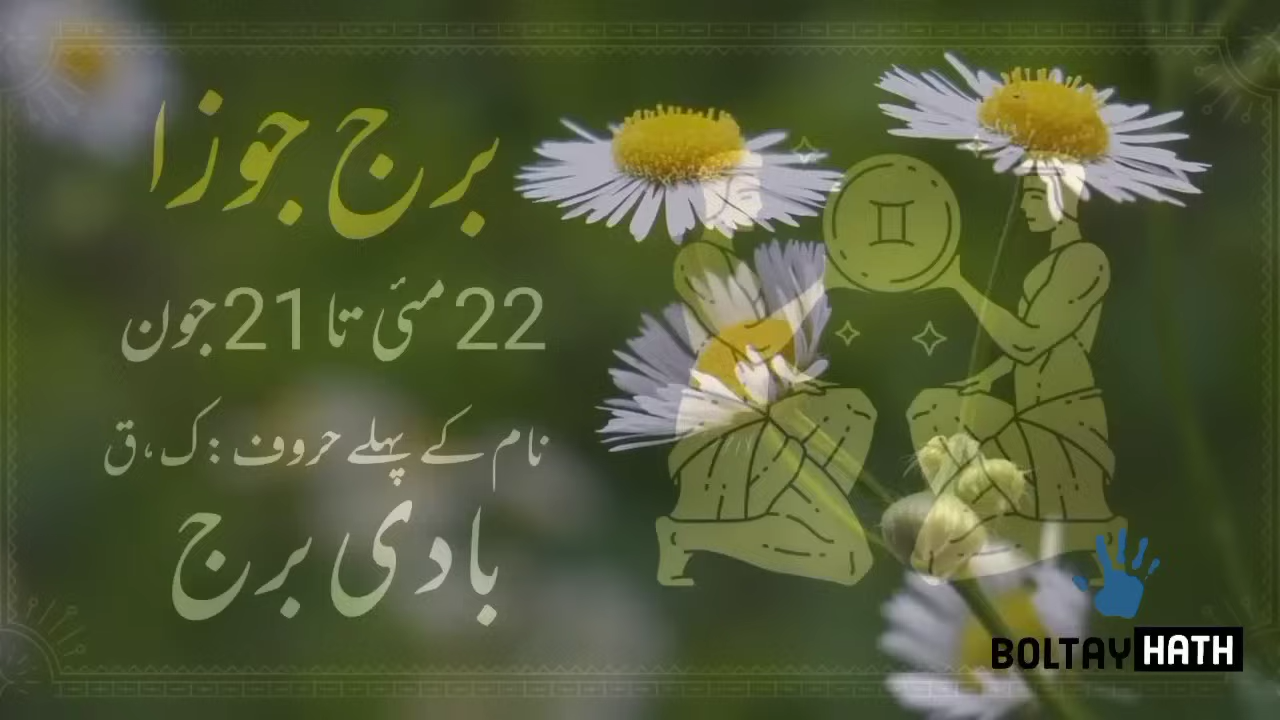 برج جوزا
22 مئی تا 21 جون
نام کے پہلے حروف : ک، ق
بادی برج
BOLTAY HATH